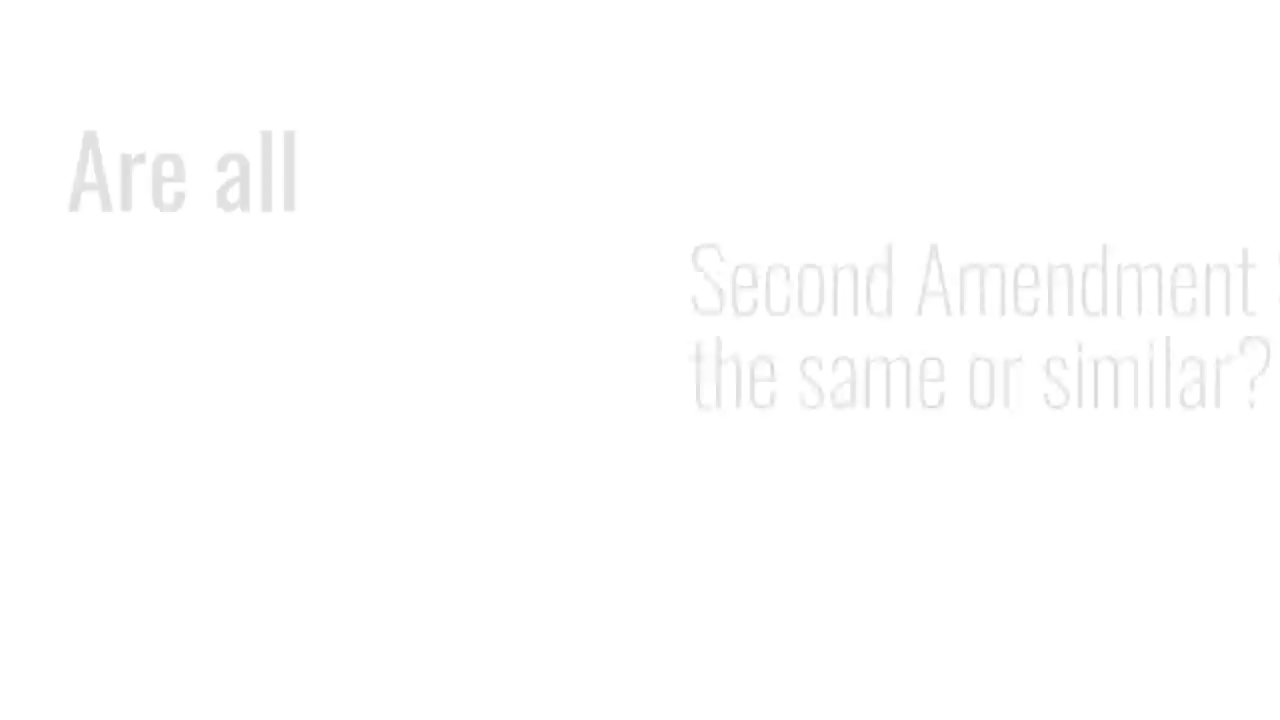 Are all
Second Amendment
the same or similar?